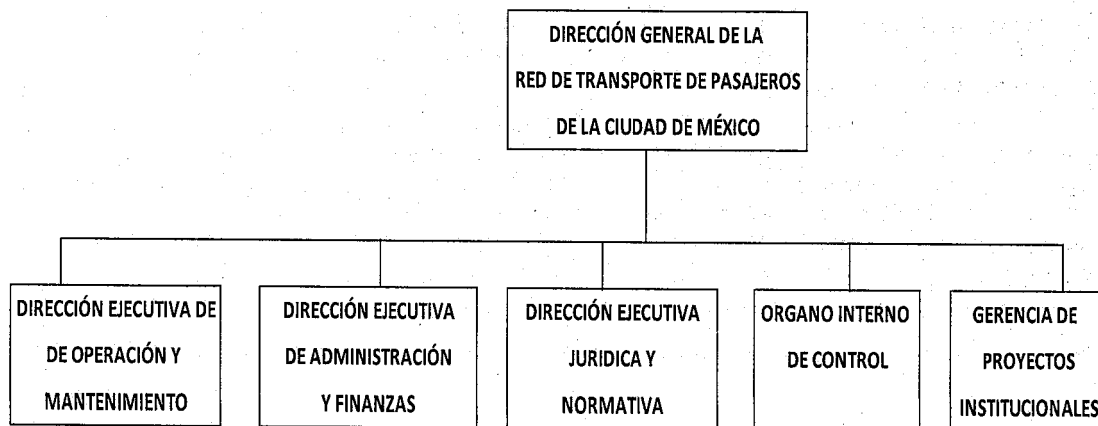 DIRECCIÓN GENERAL DE LA
RED DE TRANSPORTE DE PASAJEROS
DE LA CIUDAD DE MÉXICO
DIRECCIÓN EJECUTIVA DE
DE OPERACIÓN Y
MANTENIMIENTO
DIRECCIÓN EJECUTIVA
DE ADMINISTRACIÓN
Y FINANZAS
DIRECCIÓN EJECUTIVA
JURIDICA Y
NORMATIVA
ORGANO INTERNO
DE CONTROL
GERENCIA DE
PROYECTOS
INSTITUCIONALES